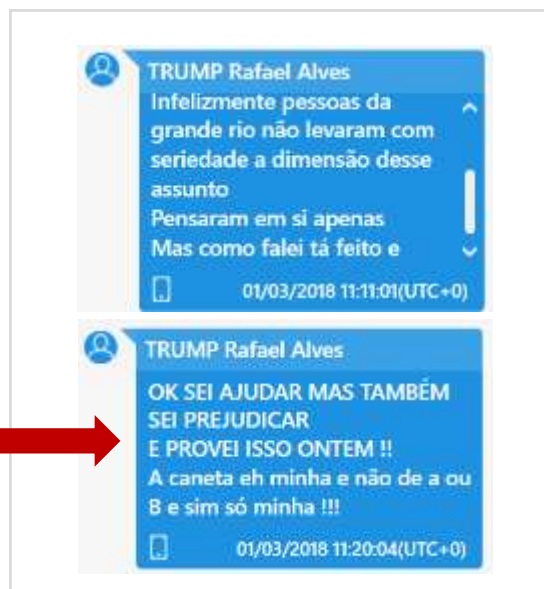 TRUMP Rafael Alves
Infelizmente pessoas da
grande rio não levaram com
seriedade a dimensão desse
assunto
Pensaram em si apenas
Mas como falei tá feito e
01/03/2018 11:11:01(UTC+0)
TRUMP Rafael Alves
OK SEI AJUDAR MAS TAMBÉM
SEI PREJUDICAR
E PROVEI ISSO ONTEM !!
A caneta eh minha e não de a ou
B e sim só minha !!!
01/03/2018 11:20:04(UTC+0)